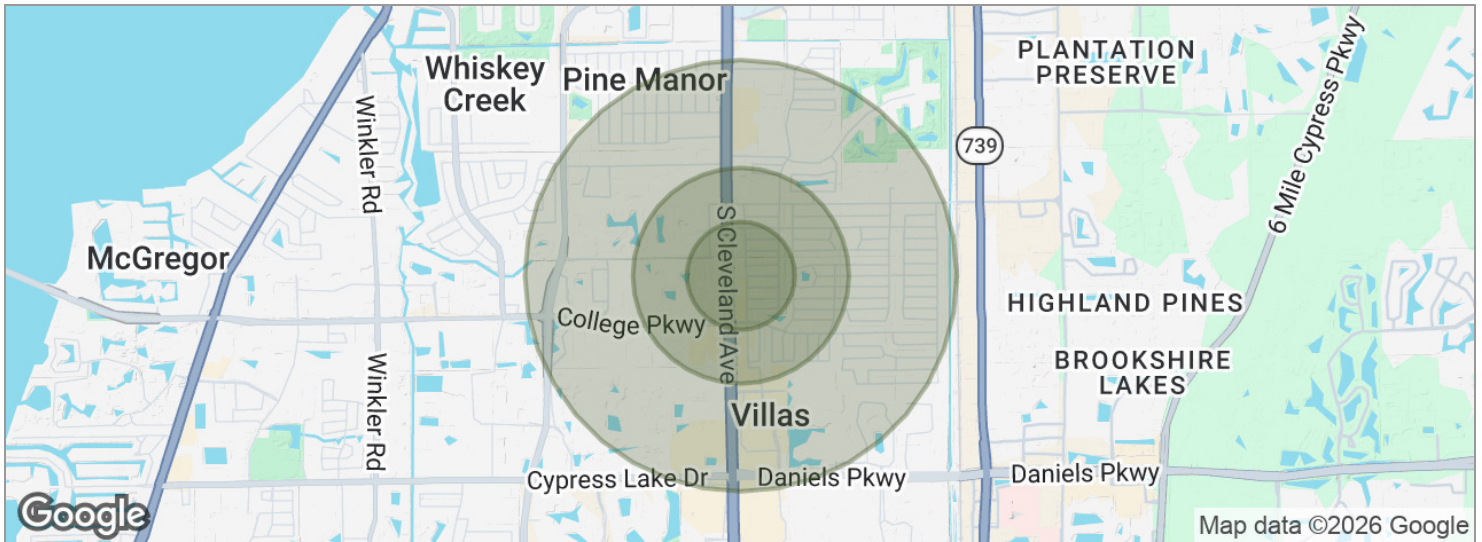 PLANTATION
PRESERVE
Whiskey
Creek
Pine Manor
6 Mile Cypress Pkwy
Winkler Rd
739
S Cleveland Ave
McGregor
HIGHLAND PINES
College Pkwy
BROOKSHIRE
LAKES
Winkler Rd
Villas
Cypress Lake Dr
Daniels Pkwy
Daniels Pkwy
Google
Map data ©2026 Google